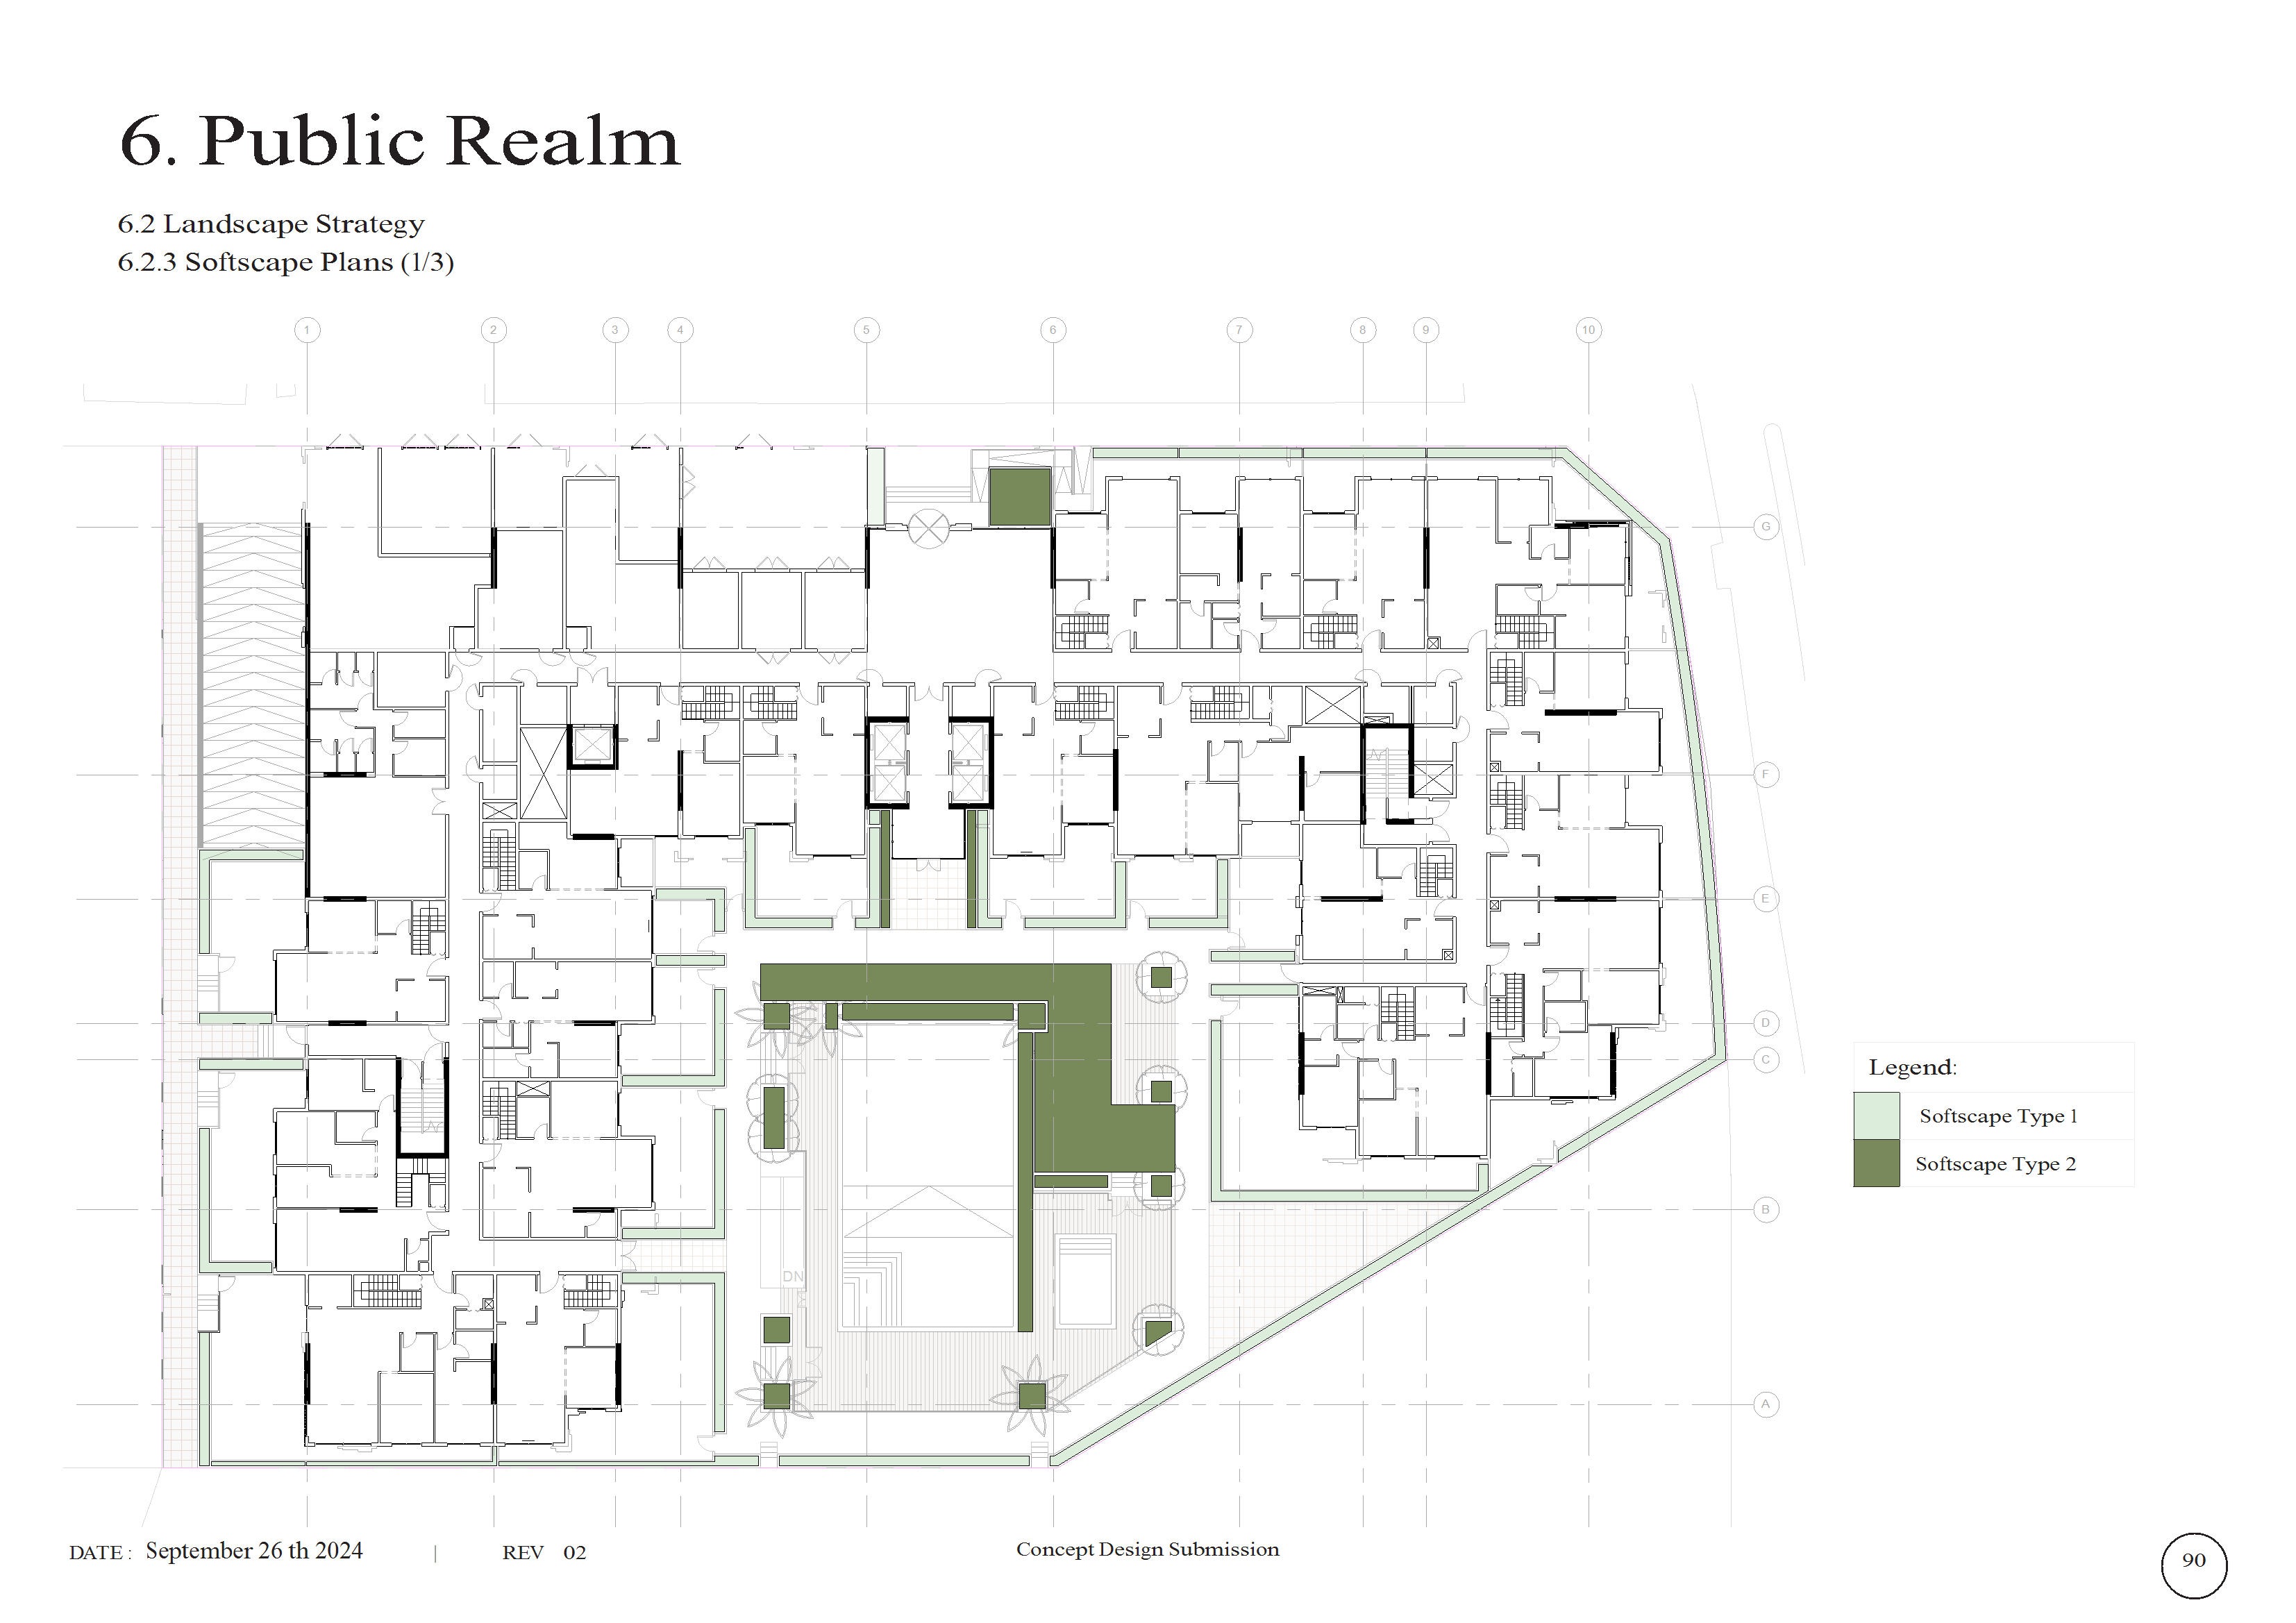 6. Public Realm
6.2 Landscape Strategy
6.2.3 Softscape Plans (1/3)
1 2 3 4 5 6 7 8 9 10
G
F
E
D
C
B
A
DN
Legend:
Softscape Type 1
Softscape Type 2
DATE : September 26 th 2024 | REV 02 Concept Design Submission 90